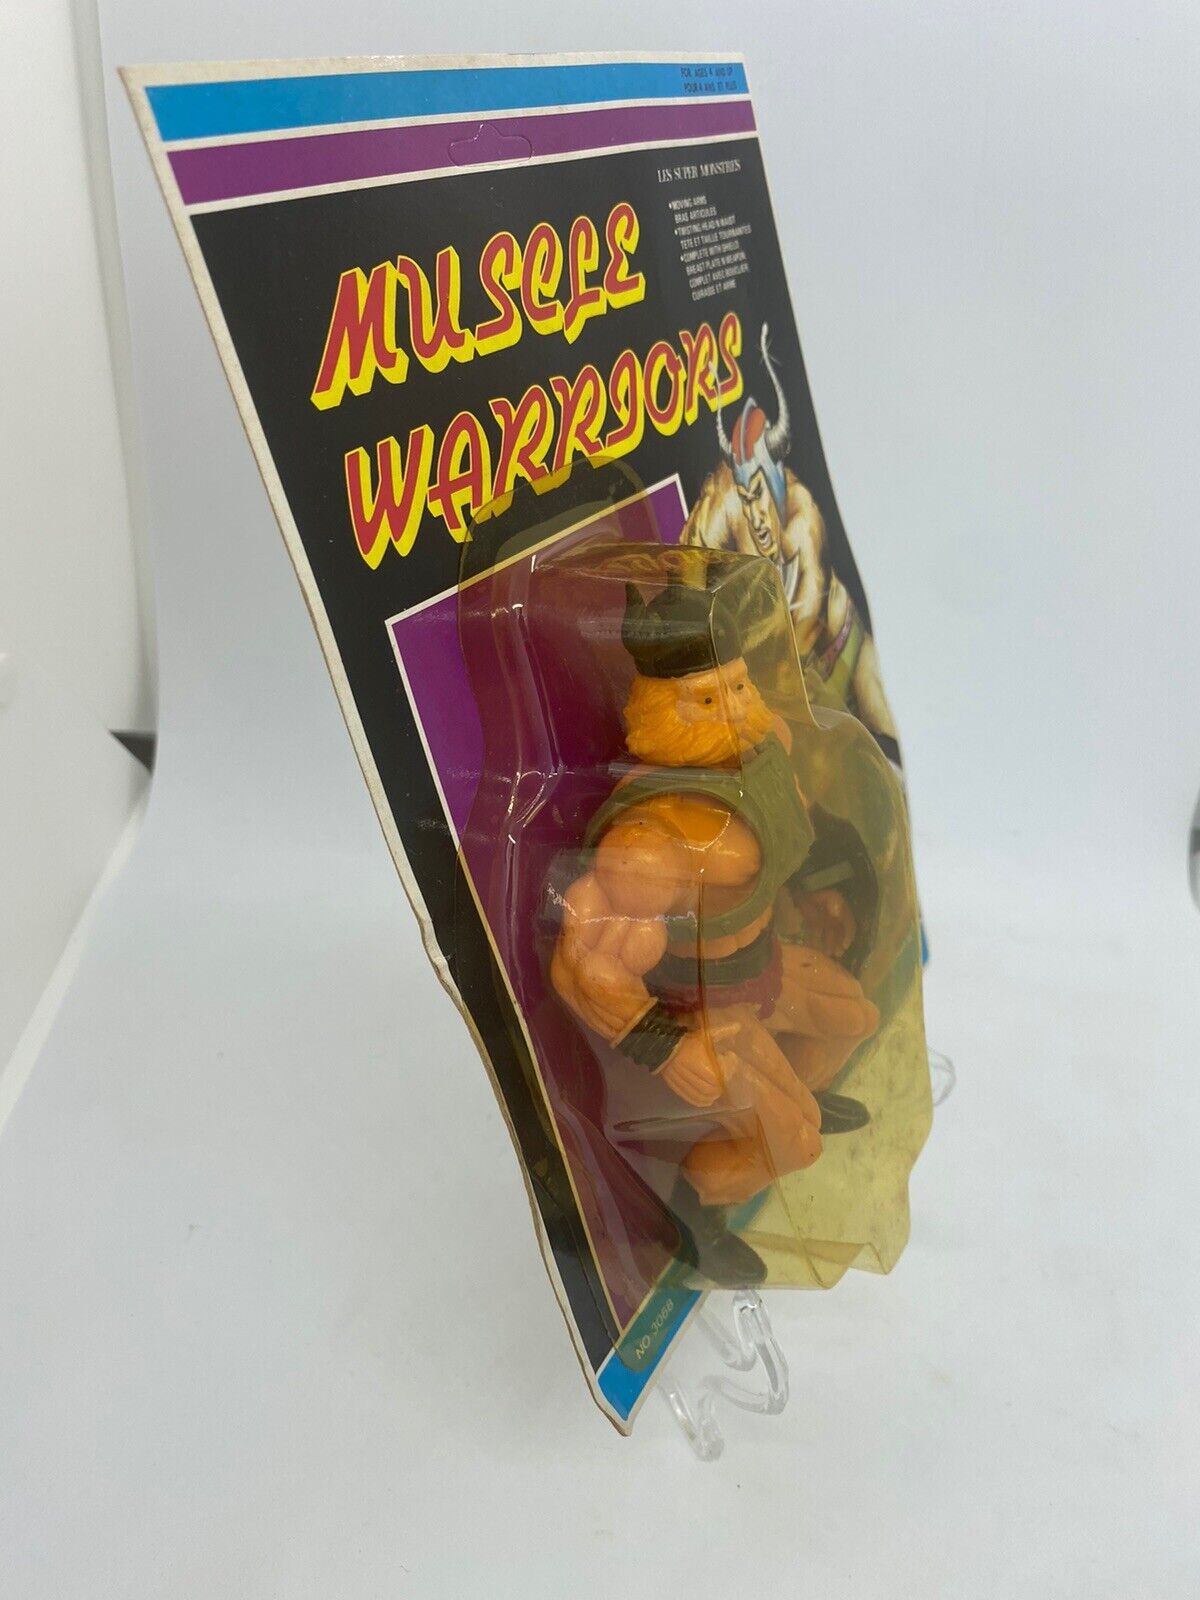 FOR AGES 4 AND UP
POUR 4 ANS ET PLUS
LES SUPER MONSTRES
MUSCLE
WARRIORS
•MOVING ARMS
BRAS ARTICULES
•TWISTING HEAD N WAIST
TETE ET TAILLE TOURNANTES
•COMPLETE WITH SHIELD
BREAST PLATE N WEAPON
COMPLET AVEC BOUCLIER
CUIRASSE ET ARME
NO. 3068